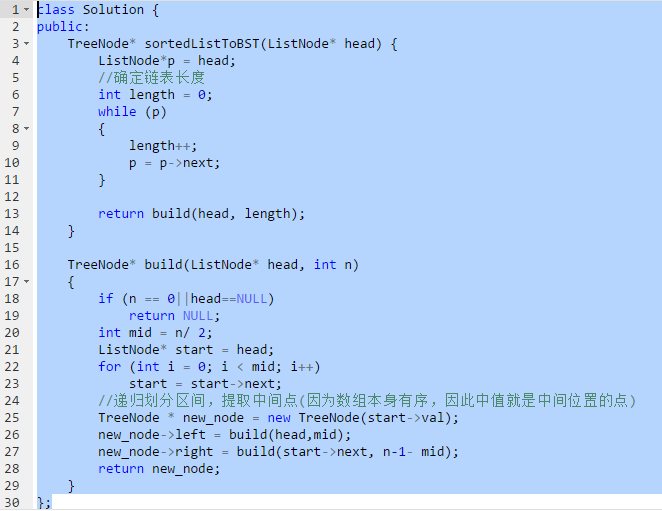 1 class Solution {
2 public:
3     TreeNode* sortedListToBST(ListNode* head) {
4         ListNode*p = head;
5         //确定链表长度
6         int length = 0;
7         while (p)
8         {
9             length++;
10             p = p->next;
11         }
12
13         return build(head, length);
14     }
15
16     TreeNode* build(ListNode* head, int n)
17     {
18         if (n == 0||head==NULL)
19             return NULL;
20         int mid = n/ 2;
21         ListNode* start = head;
22         for (int i = 0; i < mid; i++)
23             start = start->next;
24         //递归划分区间，提取中间点(因为数组本身有序，因此中值就是中间位置的点)
25         TreeNode * new_node = new TreeNode(start->val);
26         new_node->left = build(head,mid);
27         new_node->right = build(start->next, n-1- mid);
28         return new_node;
29     }
30 };